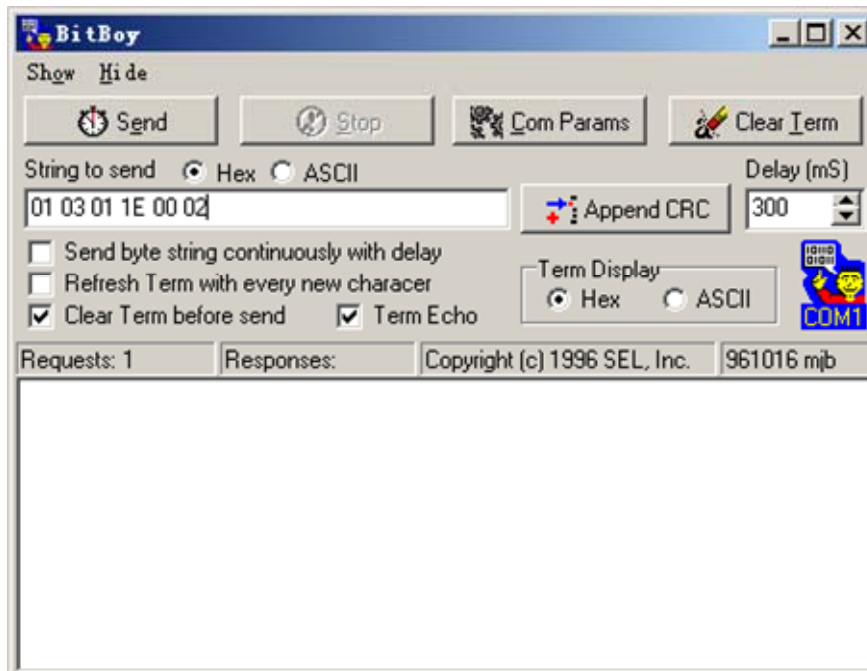 BitBoy
Show Hide
Send Stop Com Params Clear Term
String to send Hex ASCII Delay (mS)
01 03 01 1E 00 02 Append CRC 300
Send byte string continuously with delay
Refresh Term with every new characer
Term Display
Clear Term before send Term Echo Hex ASCII
COM1
Requests: 1 Responses: Copyright (c) 1996 SEL, Inc. 961016 mjb